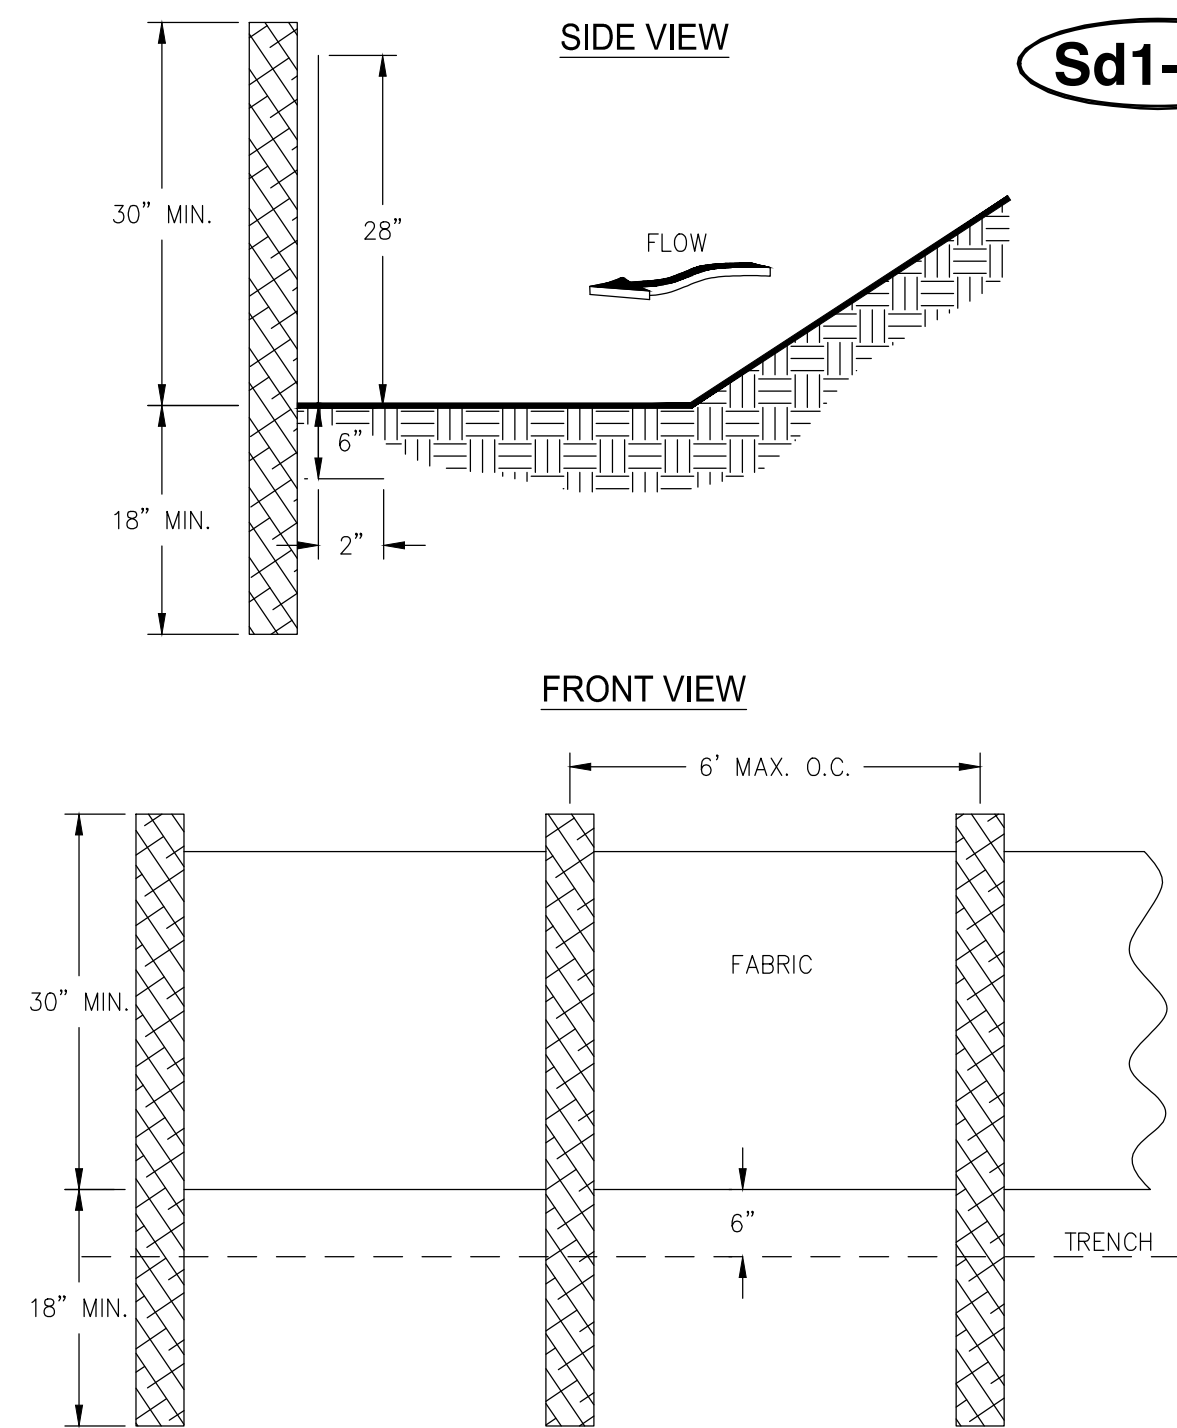 SIDE VIEW
Sd1-
30” MIN.
28”
FLOW
6”
18” MIN.
2”
FRONT VIEW
6’ MAX. O.C.
FABRIC
30” MIN.
6”
TRENCH
18” MIN.